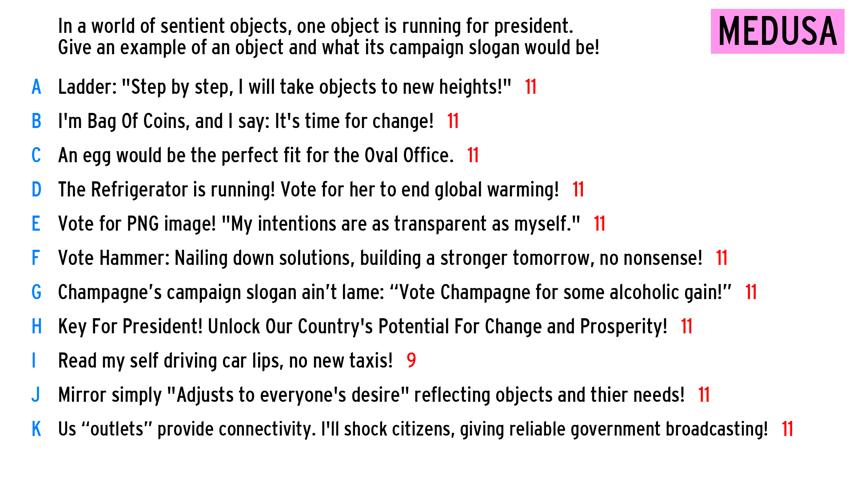 In a world of sentient objects, one object is running for president.
Give an example of an object and what its campaign slogan would be!
MEDUSA
A Ladder: "Step by step, I will take objects to new heights!" 11
B I'm Bag Of Coins, and I say: It's time for change! 11
C An egg would be the perfect fit for the Oval Office. 11
D The Refrigerator is running! Vote for her to end global warming! 11
E Vote for PNG image! "My intentions are as transparent as myself." 11
F Vote Hammer: Nailing down solutions, building a stronger tomorrow, no nonsense! 11
G Champagne’s campaign slogan ain’t lame: “Vote Champagne for some alcoholic gain!” 11
H Key For President! Unlock Our Country's Potential For Change and Prosperity! 11
I Read my self driving car lips, no new taxis! 9
J Mirror simply "Adjusts to everyone's desire" reflecting objects and thier needs! 11
K Us “outlets” provide connectivity. I'll shock citizens, giving reliable government broadcasting! 11